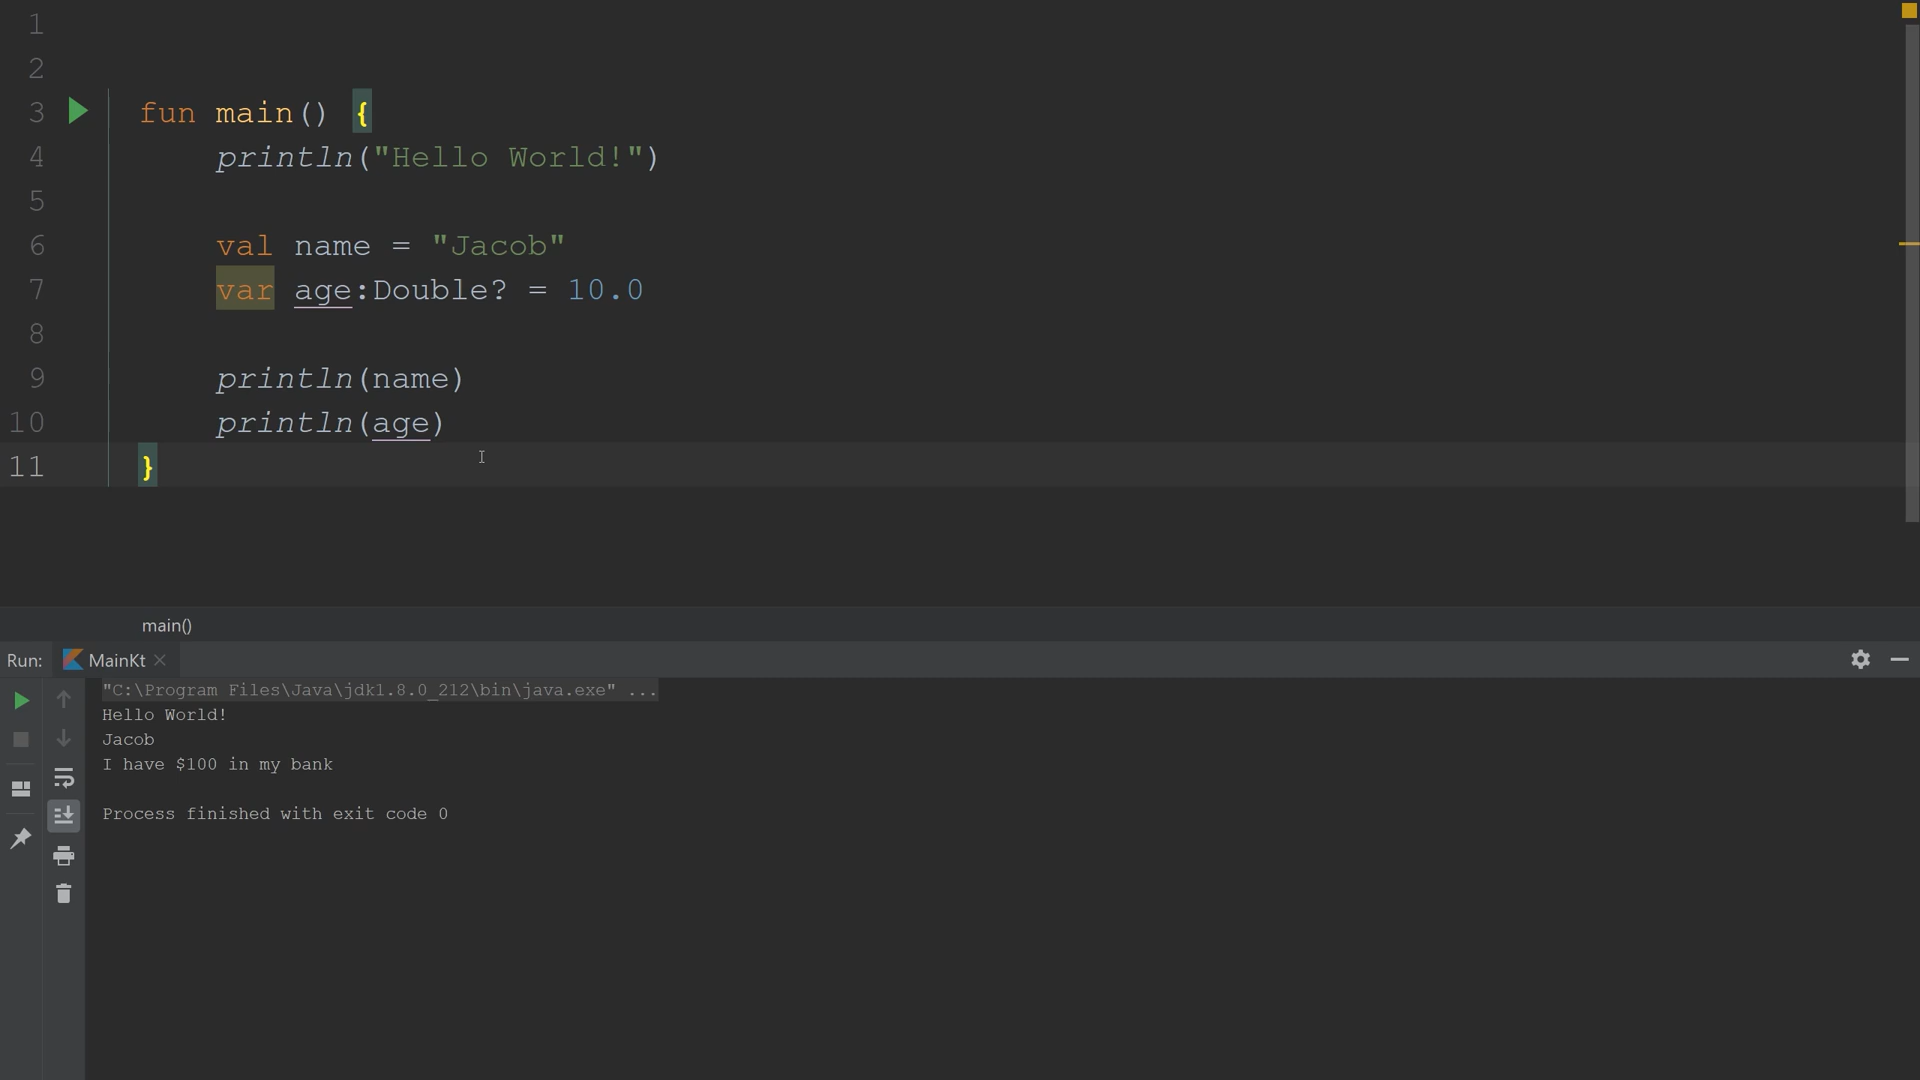 1
2
3 fun main() {
4 println("Hello World!")
5
6 val name = "Jacob"
7 var age:Double? = 10.0
8
9 println(name)
10 println(age)
11 }
main()
Run: MainKt
"C:\Program Files\Java\jdk1.8.0_212\bin\java.exe" ...
Hello World!
Jacob
I have $100 in my bank
Process finished with exit code 0